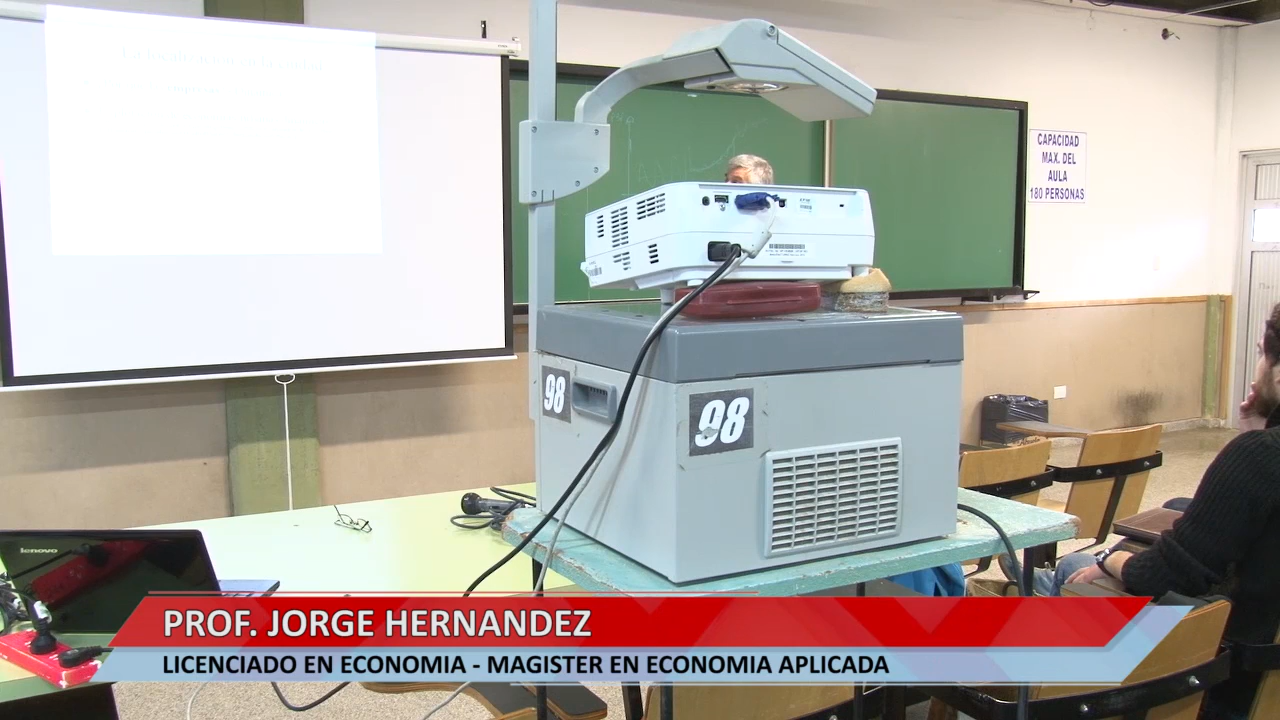 CAPACIDAD
MAX. DEL
AULA
180 PERSONAS
98
98
lenovo
PROF. JORGE HERNANDEZ
LICENCIADO EN ECONOMIA - MAGISTER EN ECONOMIA APLICADA